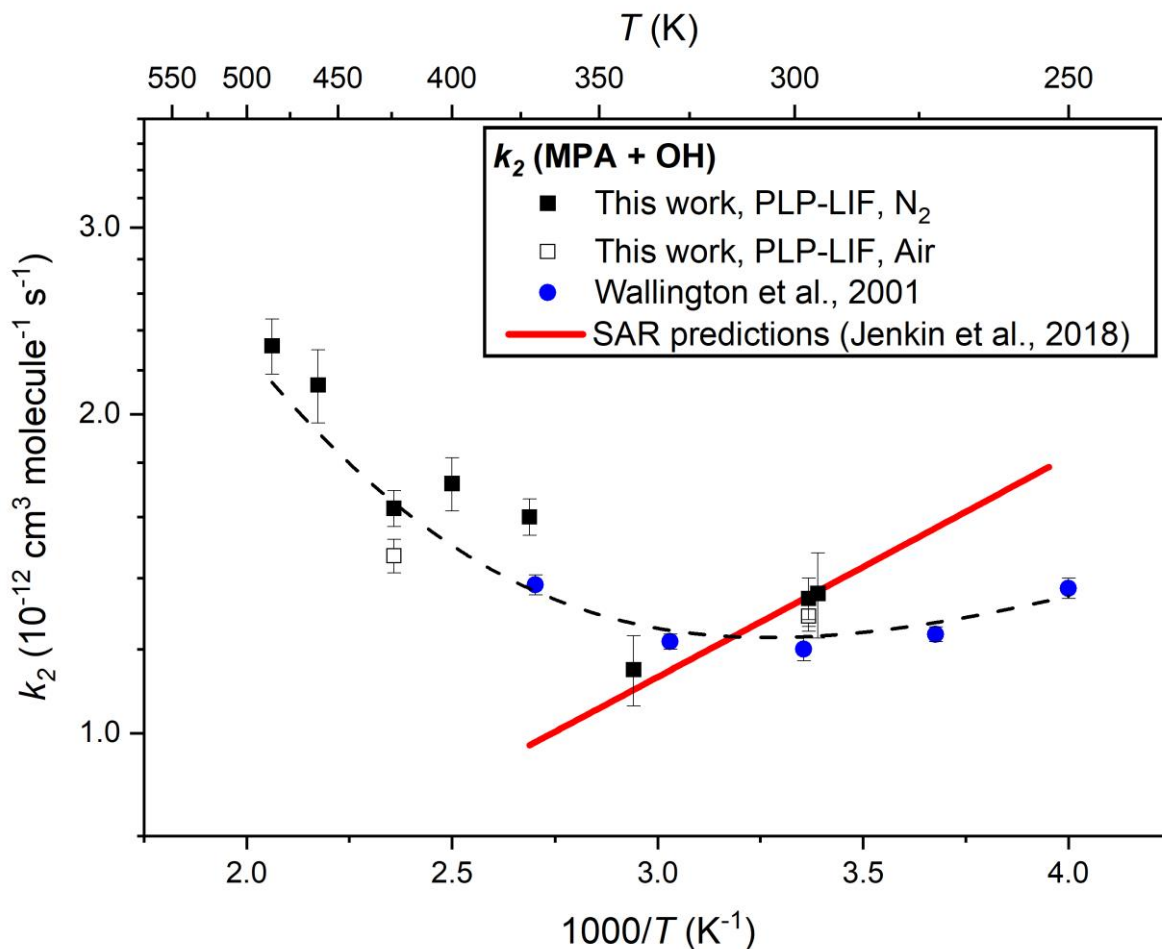 T (K)
550 500 450 400 350 300 250
k₂ (MPA + OH)
This work, PLP-LIF, N₂
This work, PLP-LIF, Air
Wallington et al., 2001
SAR predictions (Jenkin et al., 2018)
3.0
2.0
1.0
k₂ (10⁻¹² cm³ molecule⁻¹ s⁻¹)
2.0 2.5 3.0 3.5 4.0
1000/T (K⁻¹)